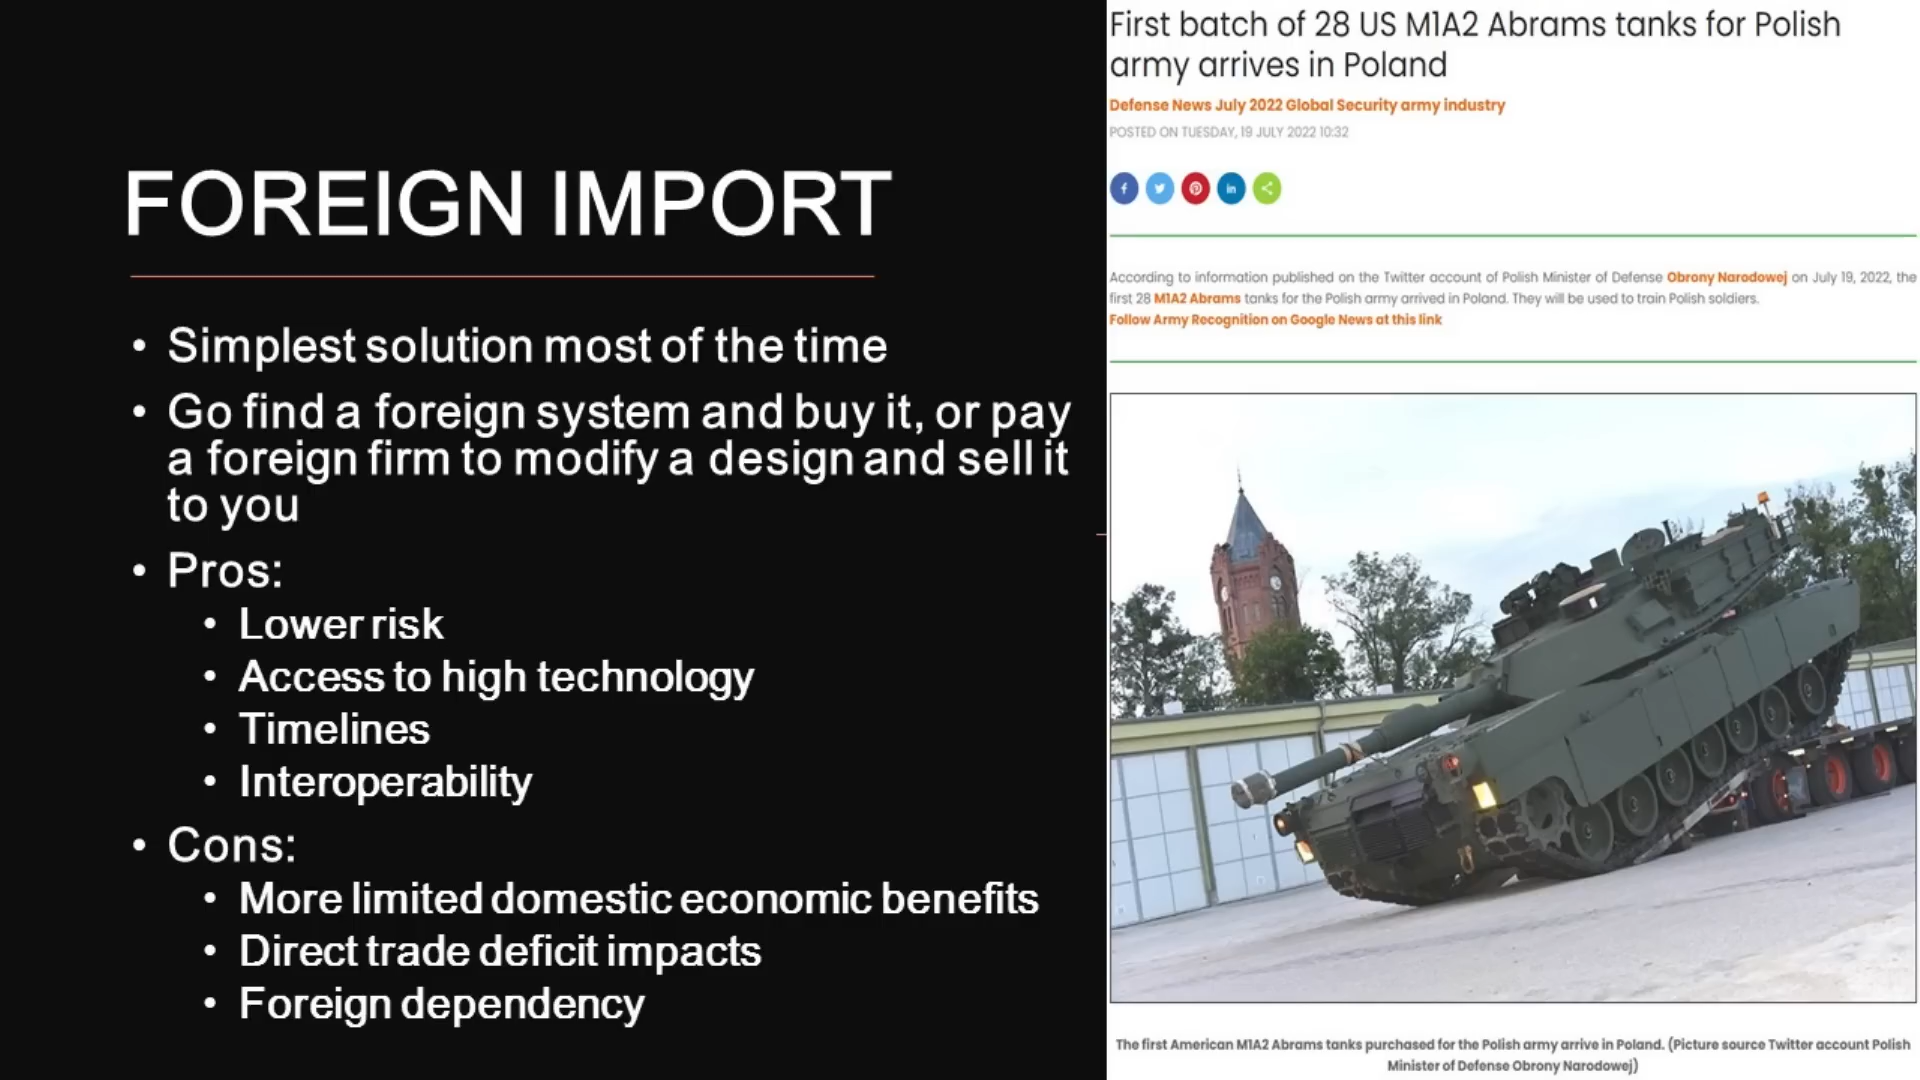 FOREIGN IMPORT
• Simplest solution most of the time
• Go find a foreign system and buy it, or pay
a foreign firm to modify a design and sell it
to you
• Pros:
• Lower risk
• Access to high technology
• Timelines
• Interoperability
• Cons:
• More limited domestic economic benefits
• Direct trade deficit impacts
• Foreign dependency
First batch of 28 US M1A2 Abrams tanks for Polish
army arrives in Poland
Defense News July 2022 Global Security army industry
POSTED ON TUESDAY, 19 JULY 2022 10:32
According to information published on the Twitter account of Polish Minister of Defense Obrony Narodowej on July 19, 2022, the
first 28 M1A2 Abrams tanks for the Polish army arrived in Poland. They will be used to train Polish soldiers.
Follow Army Recognition on Google News at this link
The first American M1A2 Abrams tanks purchased for the Polish army arrive in Poland. (Picture source Twitter account Polish
Minister of Defense Obrony Narodowej)